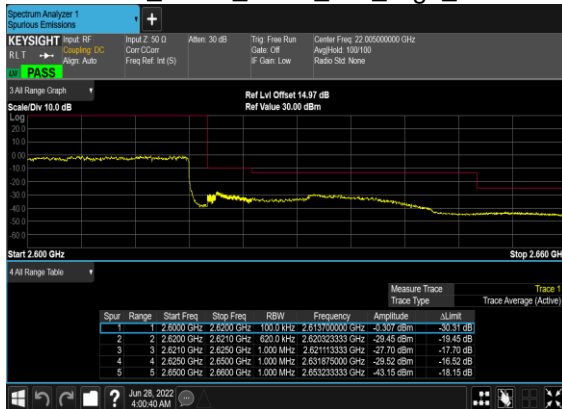 Spectrum Analyzer 1
Spurious Emissions
+
KEYSIGHT Input: RF Input Z: 50 Ω Atten: 30 dB Trig: Free Run Center Freq: 22.005000000 GHz
RLT Coupling: DC Corr CCorr Gate: Off Avg|Hold: 100/100
Align: Auto Freq Ref: Int (S) IF Gain: Low Radio Std: None
PASS
3 All Range Graph
Ref Lvl Offset 14.97 dB
Scale/Div 10.0 dB Ref Value 30.00 dBm
Log
20.0
10.0
0.00
-10.0
-20.0
-30.0
-40.0
-50.0
-60.0
Start 2.600 GHz Stop 2.660 GHz
4 All Range Table
Measure Trace Trace 1
Trace Type Trace Average (Active)
Spur Range Start Freq Stop Freq RBW Frequency Amplitude ΔLimit
1 1 2.6000 GHz 2.6200 GHz 100.0 kHz 2.613700000 GHz -0.307 dBm -30.31 dB
2 2 2.6200 GHz 2.6210 GHz 620.0 kHz 2.620323333 GHz -29.45 dBm -19.45 dB
3 3 2.6210 GHz 2.6250 GHz 1.000 MHz 2.621113333 GHz -27.70 dBm -17.70 dB
4 4 2.6250 GHz 2.6500 GHz 1.000 MHz 2.631875000 GHz -29.52 dBm -16.52 dB
5 5 2.6500 GHz 2.6600 GHz 1.000 MHz 2.653233333 GHz -43.15 dBm -18.15 dB
? Jun 28, 2022
4:00:40 AM